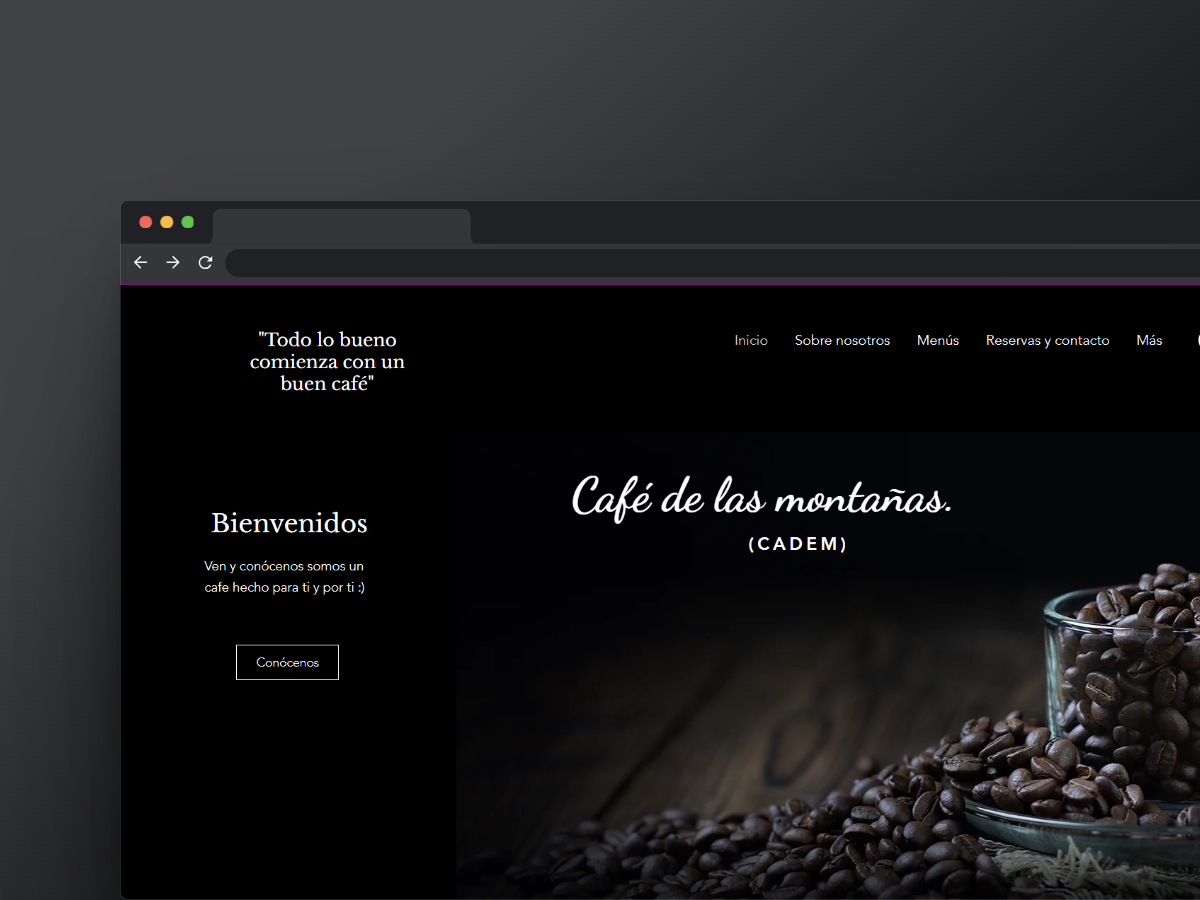 "Todo lo bueno
comienza con un
buen café"
Inicio
Sobre nosotros
Menús
Reservas y contacto
Más
Café de las montañas.
(CADEM)
Bienvenidos
Ven y conócenos somos un
cafe hecho para ti y por ti :)
Conócenos